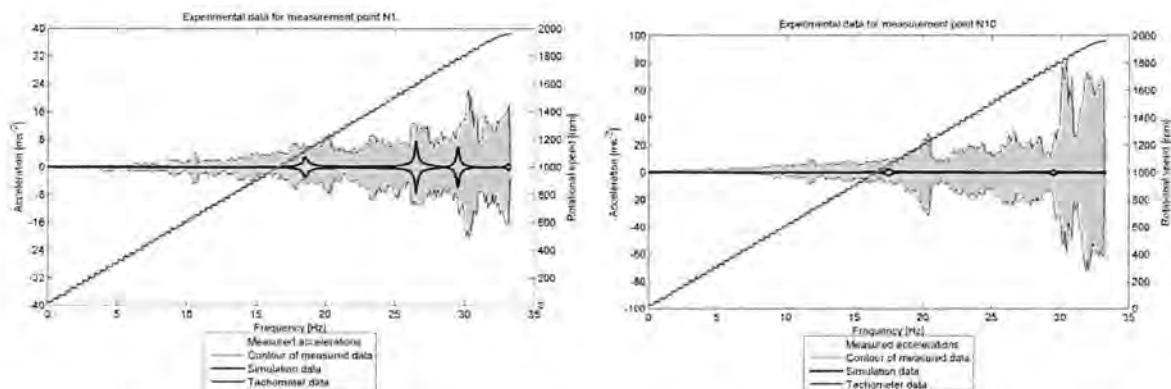 Experimental data for measurement point N1.
40
32
24
16
8
0
-8
-16
-24
-32
-40
Acceleration [ms⁻²]
2000
1800
1600
1400
1200
1000
800
600
400
200
0
Rotational speed [rpm]
0 5 10 15 20 25 30 35
Frequency [Hz]
Measured accelerations
Contour of measured data
Simulation data
Tachometer data
Experimental data for measurement point N10
100
80
60
40
20
0
-20
-40
-60
-80
-100
Acceleration [ms⁻²]
2000
1800
1600
1400
1200
1000
800
600
400
200
0
Rotational speed [rpm]
0 5 10 15 20 25 30 35
Frequency [Hz]
Measured accelerations
Contour of measured data
Simulation data
Tachometer data